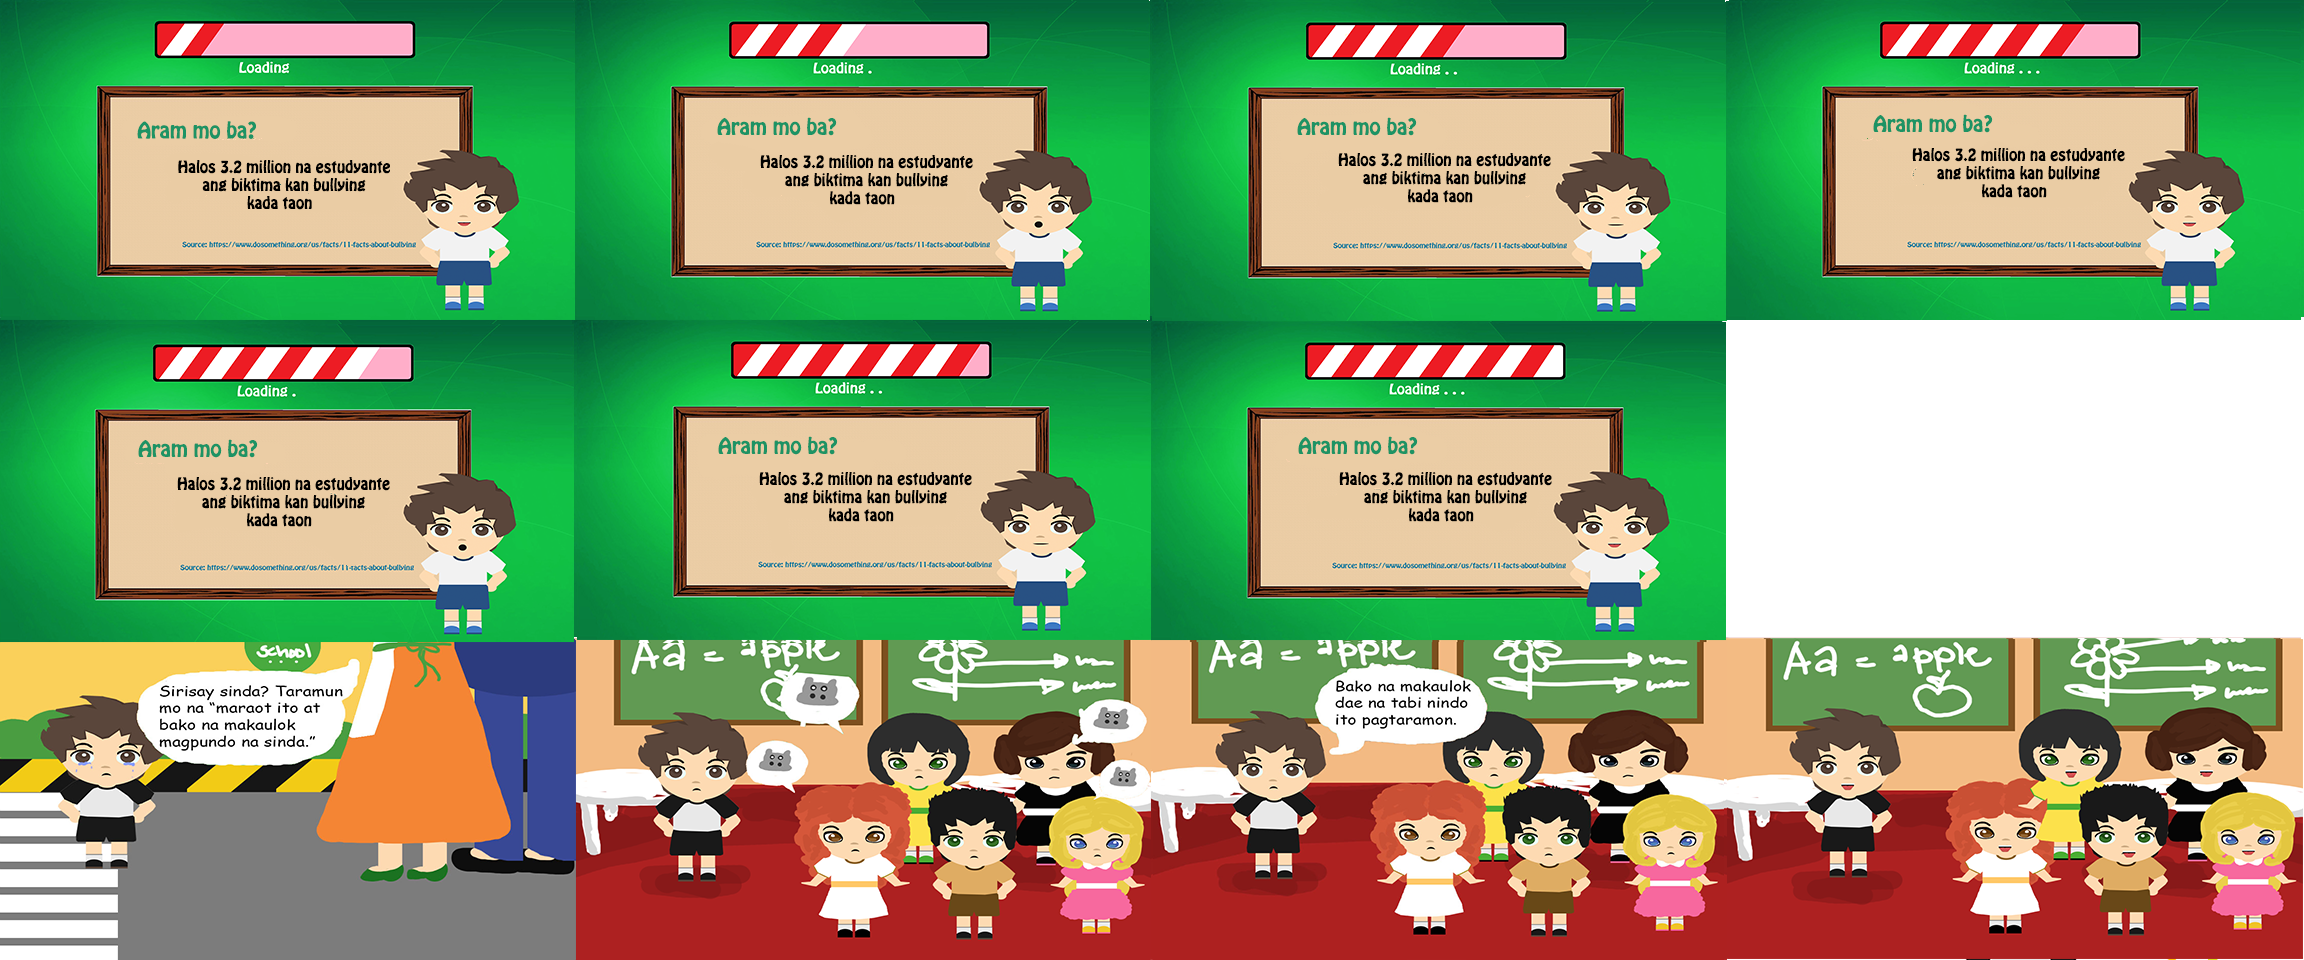 Loading
Aram mo ba?
Halos 3.2 million na estudyante
ang biktima kan bullying
kada taon
Source: https://www.dosomething.org/us/facts/11-facts-about-bullying
Loading .
Aram mo ba?
Halos 3.2 million na estudyante
ang biktima kan bullying
kada taon
Source: https://www.dosomething.org/us/facts/11-facts-about-bullying
Loading . .
Aram mo ba?
Halos 3.2 million na estudyante
ang biktima kan bullying
kada taon
Source: https://www.dosomething.org/us/facts/11-facts-about-bullying
Loading . . .
Aram mo ba?
Halos 3.2 million na estudyante
ang biktima kan bullying
kada taon
Source: https://www.dosomething.org/us/facts/11-facts-about-bullying
Loading .
Aram mo ba?
Halos 3.2 million na estudyante
ang biktima kan bullying
kada taon
Source: https://www.dosomething.org/us/facts/11-facts-about-bullying
Loading . .
Aram mo ba?
Halos 3.2 million na estudyante
ang biktima kan bullying
kada taon
Source: https://www.dosomething.org/us/facts/11-facts-about-bullying
Loading . . .
Aram mo ba?
Halos 3.2 million na estudyante
ang biktima kan bullying
kada taon
Source: https://www.dosomething.org/us/facts/11-facts-about-bullying
school
Sirisay sinda? Taramun
mo na “maraot ito at
bako na makaulok
magpundo na sinda.”
Aa = apple
Aa = apple
Bako na makaulok
dae na tabi nindo
ito pagtaramon.
Aa = apple